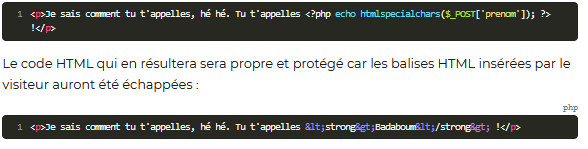 1 <p>Je sais comment tu t'appelles, hé hé. Tu t'appelles <?php echo htmlspecialchars($_POST['prenom']); ?>
!</p>
Le code HTML qui en résultera sera propre et protégé car les balises HTML insérées par le
visiteur auront été échappées :
php
1 <p>Je sais comment tu t'appelles, hé hé. Tu t'appelles &lt;strong&gt;Badaboum&lt;/strong&gt; !</p>